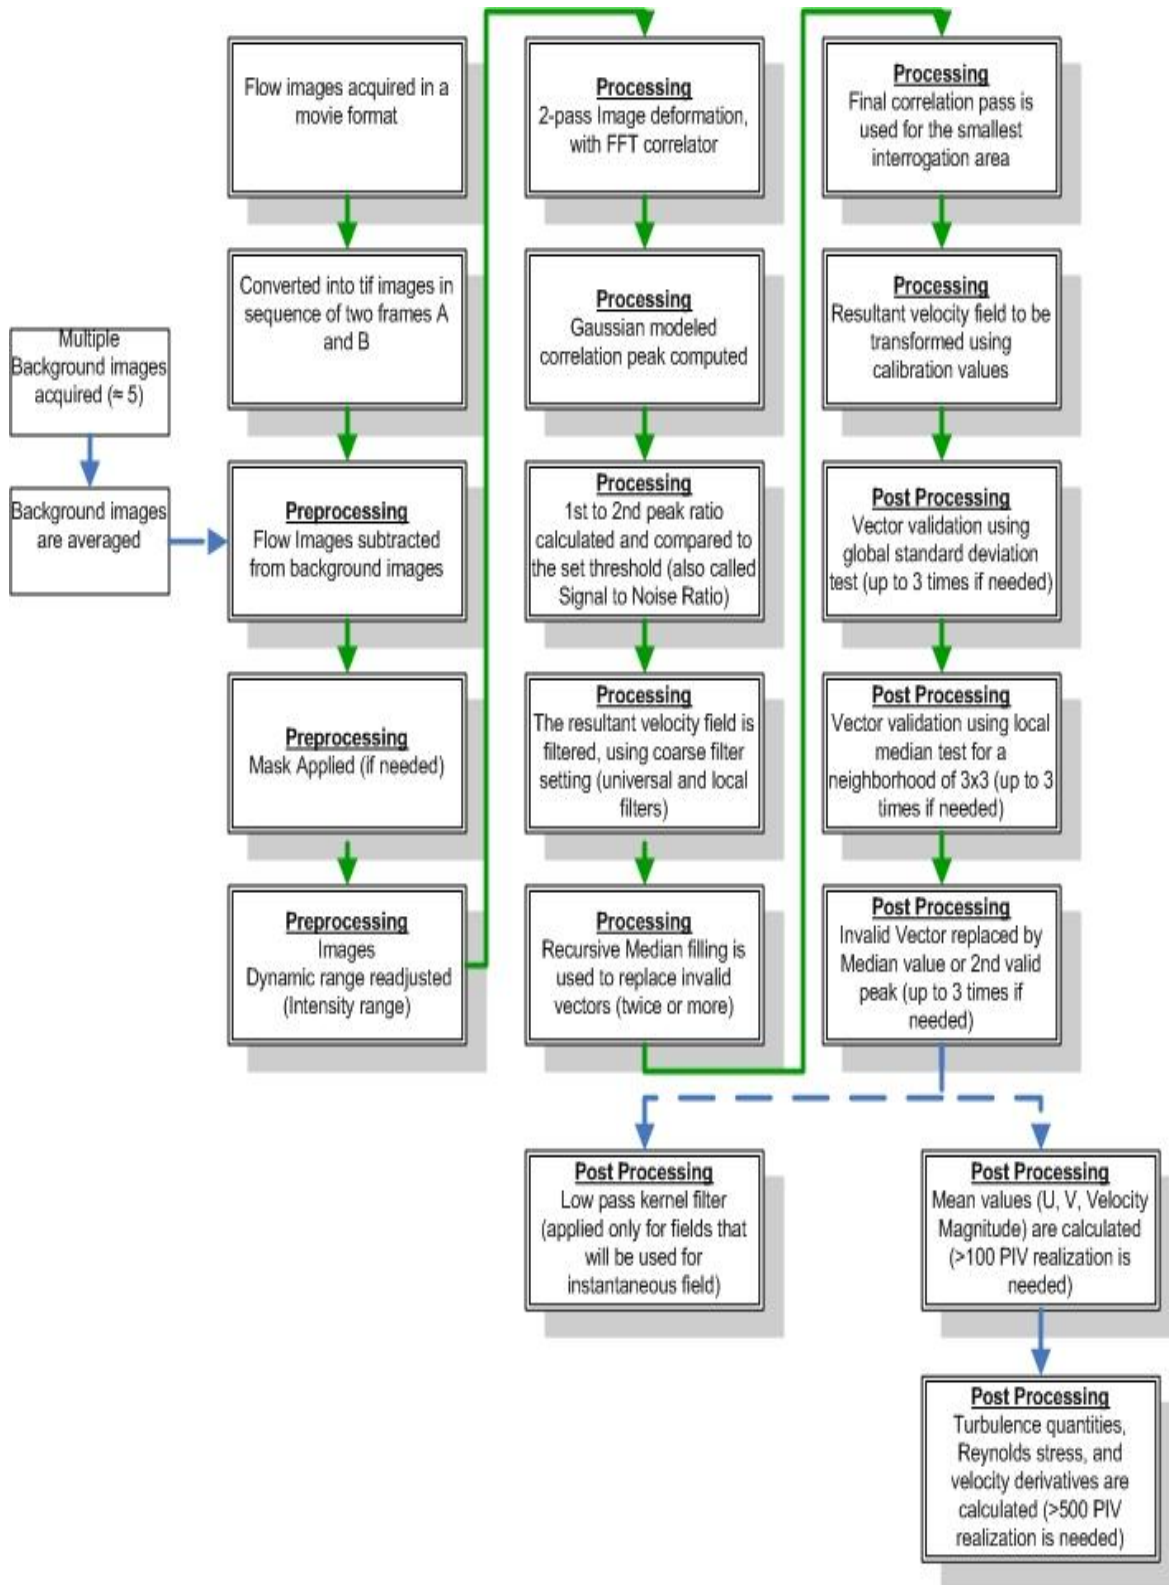 Flow images acquired in a
movie format
Converted into tif images in
sequence of two frames A
and B
Multiple
Background images
acquired (≈ 5)
Background images
are averaged
Preprocessing
Flow Images subtracted
from background images
Preprocessing
Mask Applied (if needed)
Preprocessing
Images
Dynamic range readjusted
(Intensity range)
Processing
2-pass Image deformation,
with FFT correlator
Processing
Gaussian modeled
correlation peak computed
Processing
1st to 2nd peak ratio
calculated and compared to
the set threshold (also called
Signal to Noise Ratio)
Processing
The resultant velocity field is
filtered, using coarse filter
setting (universal and local
filters)
Processing
Recursive Median filling is
used to replace invalid
vectors (twice or more)
Processing
Final correlation pass is
used for the smallest
interrogation area
Processing
Resultant velocity field to be
transformed using
calibration values
Post Processing
Vector validation using
global standard deviation
test (up to 3 times if needed)
Post Processing
Vector validation using local
median test for a
neighborhood of 3x3 (up to 3
times if needed)
Post Processing
Invalid Vector replaced by
Median value or 2nd valid
peak (up to 3 times if
needed)
Post Processing
Low pass kernel filter
(applied only for fields that
will be used for
instantaneous field)
Post Processing
Mean values (U, V, Velocity
Magnitude) are calculated
(>100 PIV realization is
needed)
Post Processing
Turbulence quantities,
Reynolds stress, and
velocity derivatives are
calculated (>500 PIV
realization is needed)